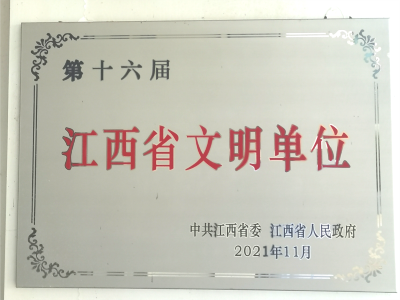 第十六届
江西省文明单位
中共江西省委 江西省人民政府
2021年11月